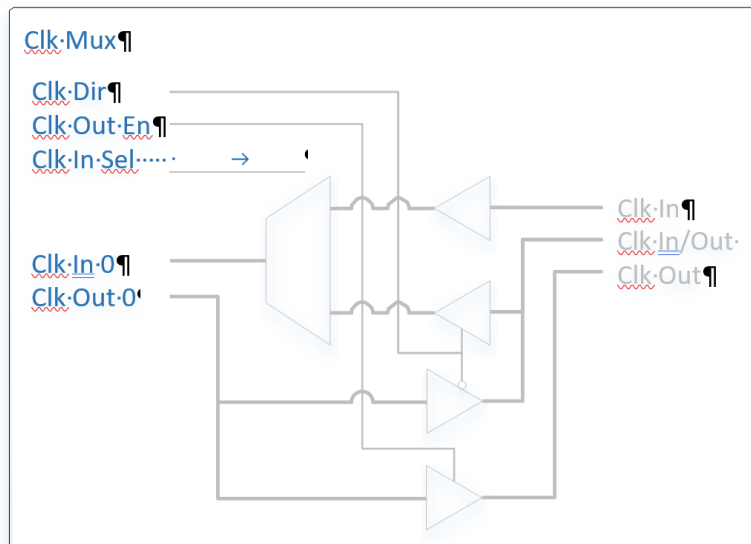 Clk Mux
Clk Dir
Clk Out En
Clk In Sel
Clk In 0
Clk Out 0
Clk In
Clk In/Out
Clk Out